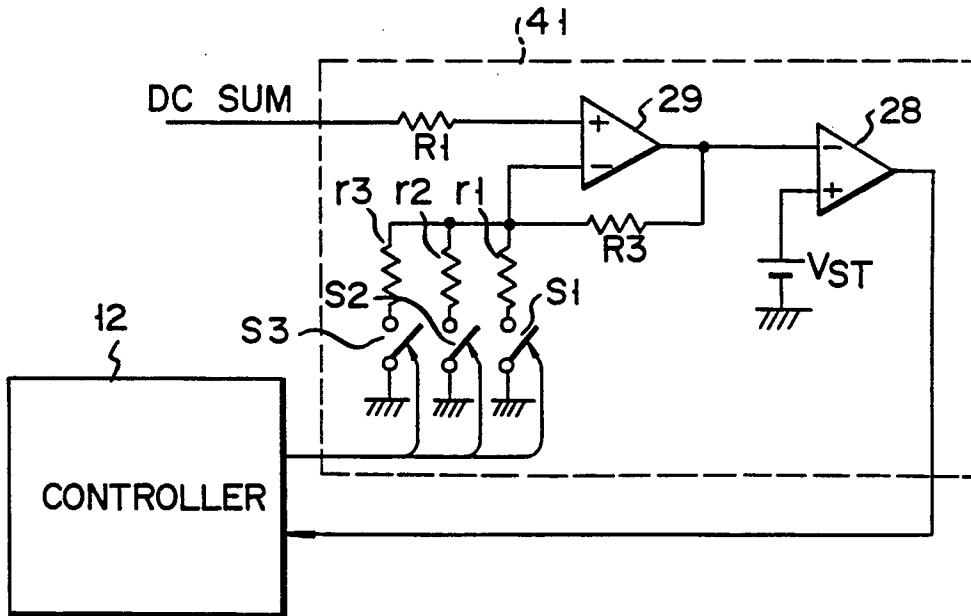 41
DC SUM
R1
29
28
r3
r2
r1
R3
VST
S1
S2
S3
12
CONTROLLER
+
−
−
+